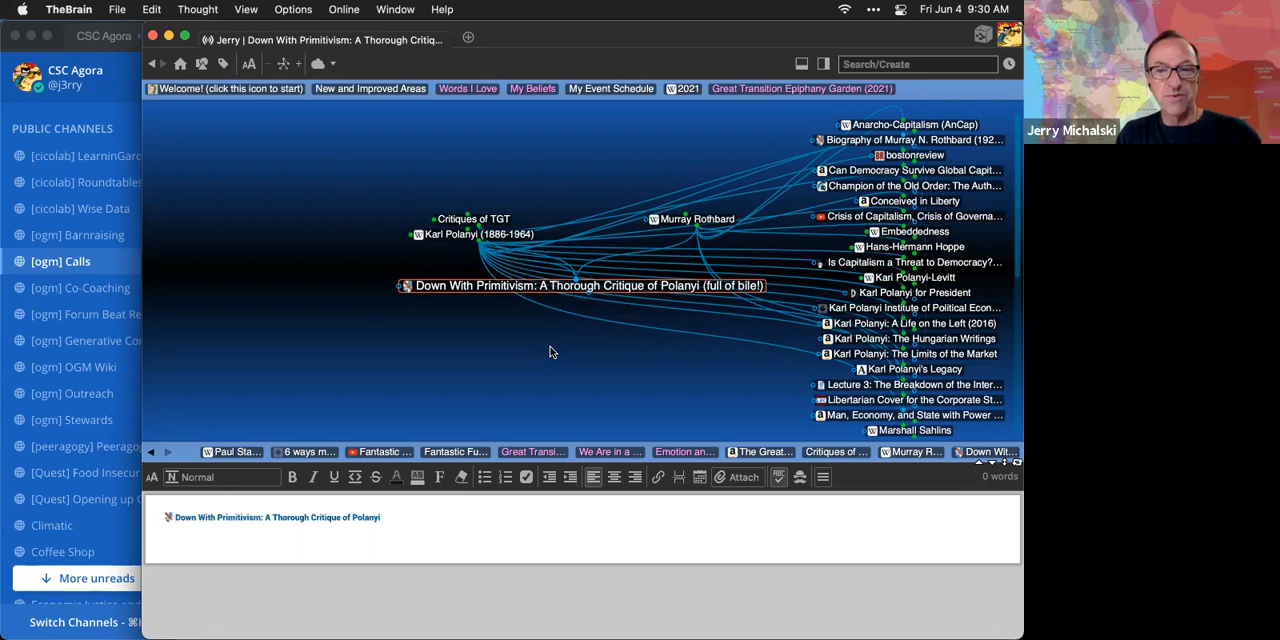 TheBrain File Edit Thought View Options Online Window Help Fri Jun 4 9:30 AM
CSC Agora
Jerry | Down With Primitivism: A Thorough Critiq...
CSC Agora
@j3rry
Search/Create
Welcome! (click this icon to start) New and Improved Areas Words I Love My Beliefs My Event Schedule 2021 Great Transition Epiphany Garden (2021)
PUBLIC CHANNELS
[cicolab] LearninGard
[cicolab] Roundtables
[cicolab] Wise Data
[ogm] Barnraising
[ogm] Calls
[ogm] Co-Coaching
[ogm] Forum Beat Re
[ogm] Generative Co
[ogm] OGM Wiki
[ogm] Outreach
[ogm] Stewards
[peeragogy] Peerago
[Quest] Food Insecur
[Quest] Opening up
Climatic
Coffee Shop
More unreads
Switch Channels - ⌘
Critiques of TGT
Karl Polanyi (1886-1964)
Murray Rothbard
Down With Primitivism: A Thorough Critique of Polanyi (full of bile!)
Anarcho-Capitalism (AnCap)
Biography of Murray N. Rothbard (192...
bostonreview
Can Democracy Survive Global Capit...
Champion of the Old Order: The Auth...
Conceived in Liberty
Crisis of Capitalism, Crisis of Governa...
Embeddedness
Hans-Hermann Hoppe
Is Capitalism a Threat to Democracy?...
Kari Polanyi-Levitt
Karl Polanyi for President
Karl Polanyi Institute of Political Econ...
Karl Polanyi: A Life on the Left (2016)
Karl Polanyi: The Hungarian Writings
Karl Polanyi: The Limits of the Market
Karl Polanyi's Legacy
Lecture 3: The Breakdown of the Inter...
Libertarian Cover for the Corporate St...
Man, Economy, and State with Power ...
Marshall Sahlins
Paul Sta... 6 ways m... Fantastic ... Fantastic Fu... Great Transi... We Are in a ... Emotion an... The Great... Critiques of ... Murray R... Down Wit...
Normal B I U S A F Attach 0 words
Down With Primitivism: A Thorough Critique of Polanyi
Jerry Michalski